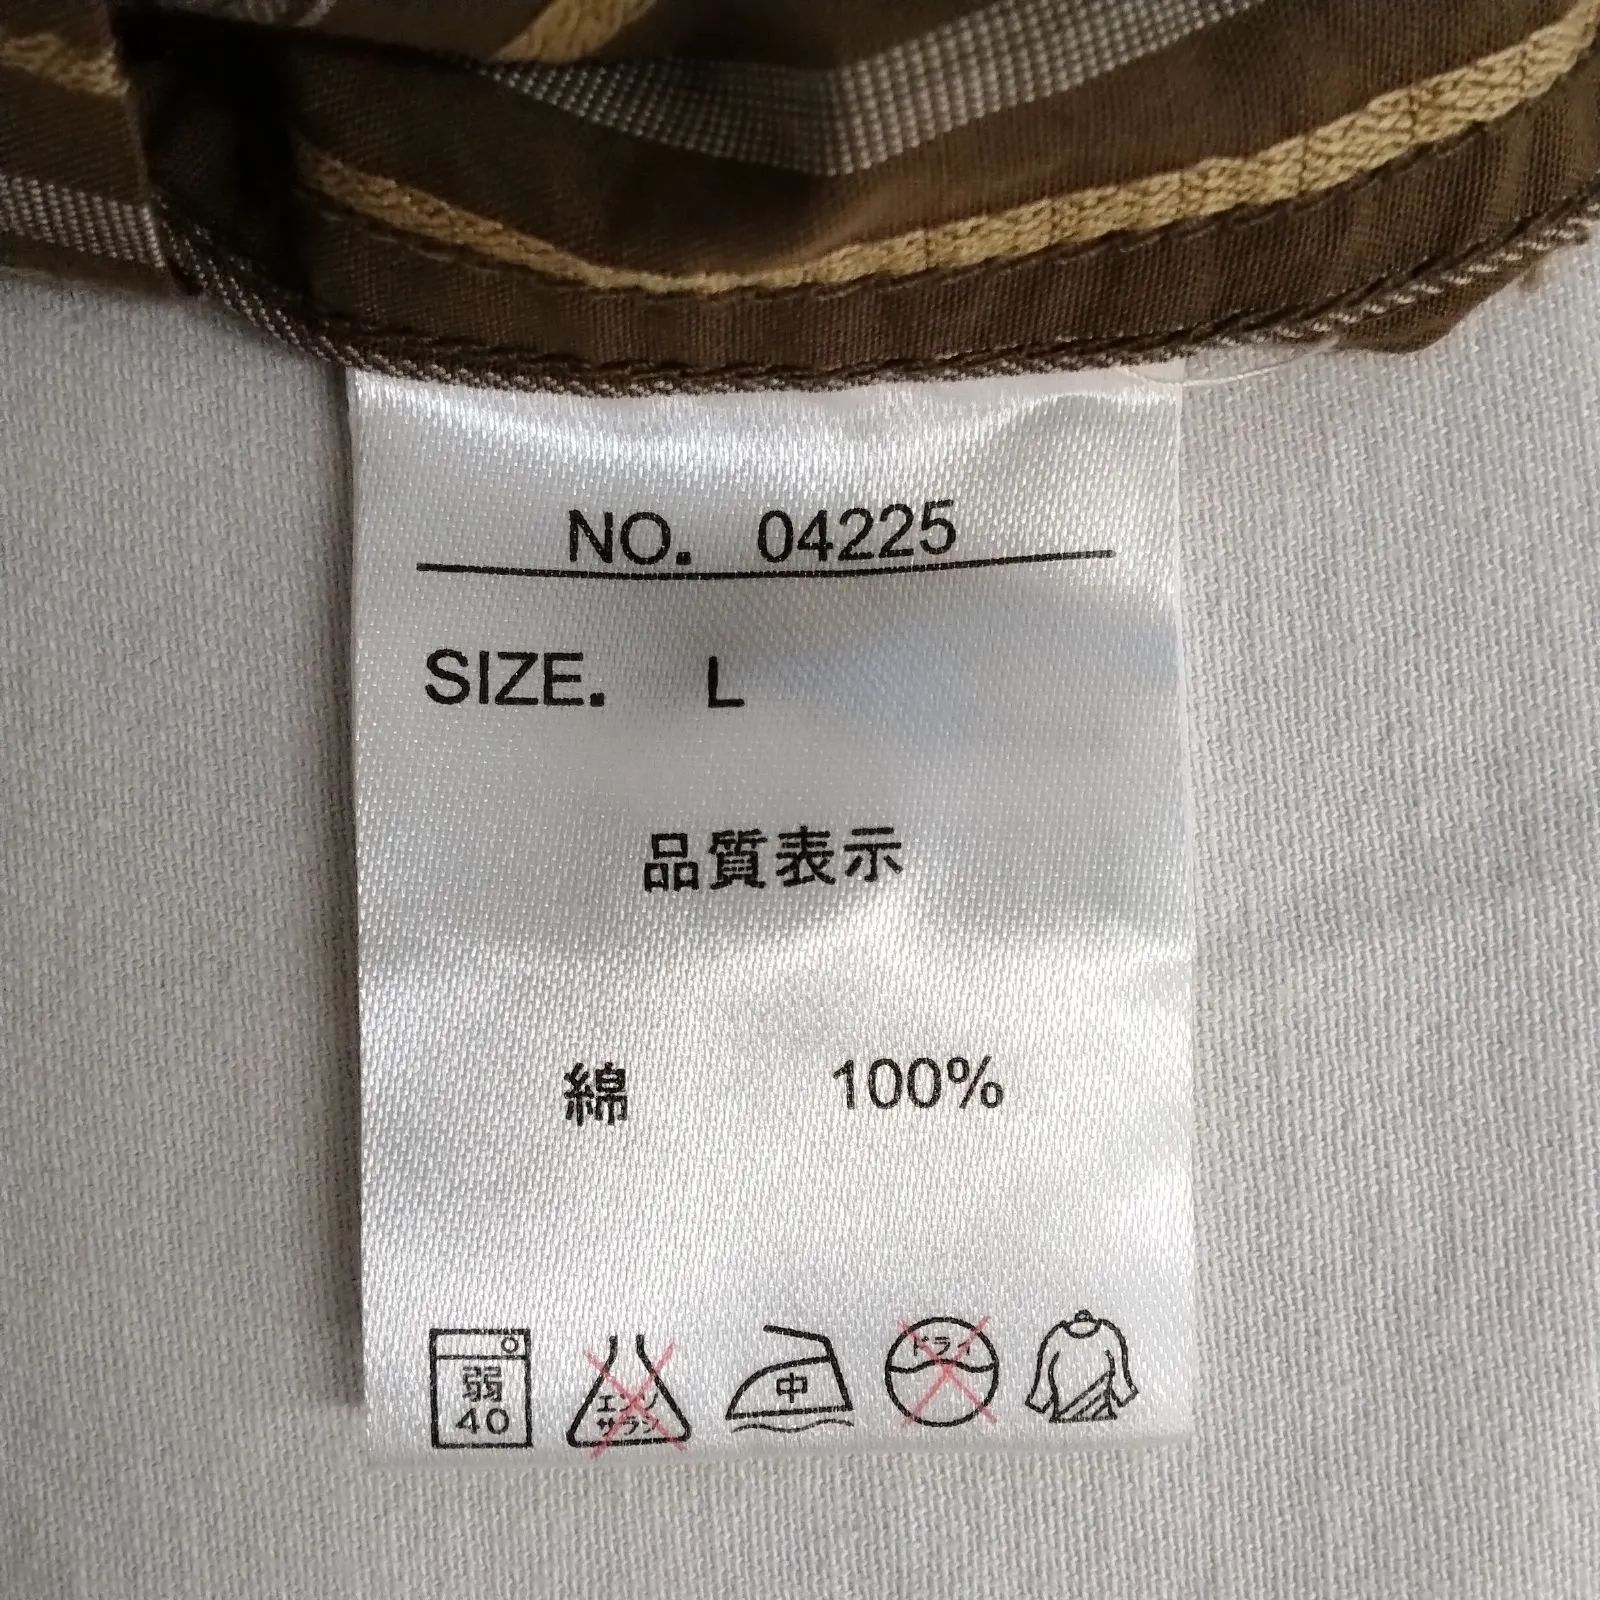 NO. 04225
SIZE. L
品質表示
綿 100%
弱 40
エンソ サラシ
中
ドライ